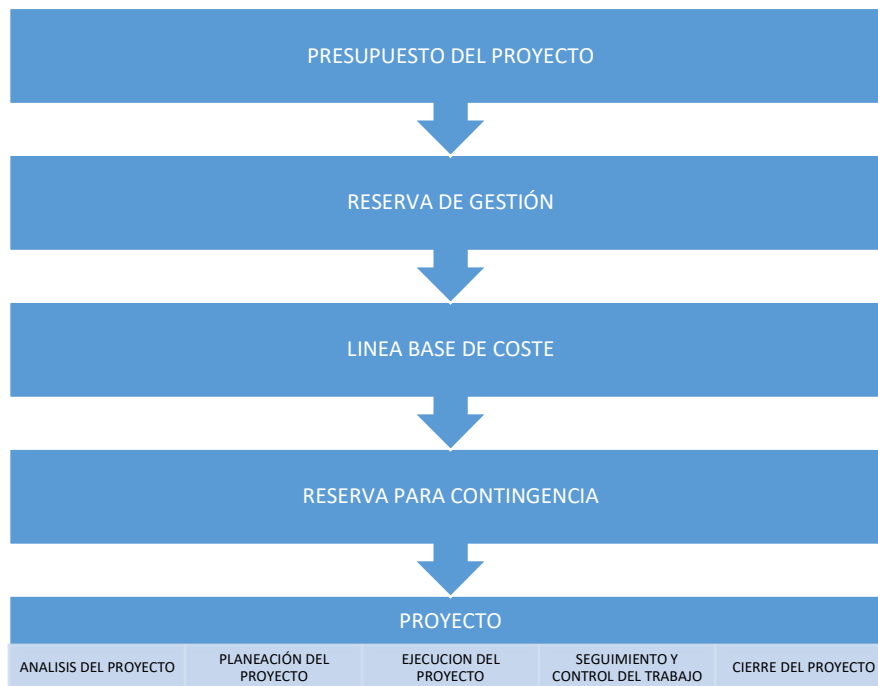 PRESUPUESTO DEL PROYECTO
RESERVA DE GESTIÓN
LINEA BASE DE COSTE
RESERVA PARA CONTINGENCIA
PROYECTO
ANALISIS DEL PROYECTO
PLANEACIÓN DEL
PROYECTO
EJECUCION DEL
PROYECTO
SEGUIMIENTO Y
CONTROL DEL TRABAJO
CIERRE DEL PROYECTO